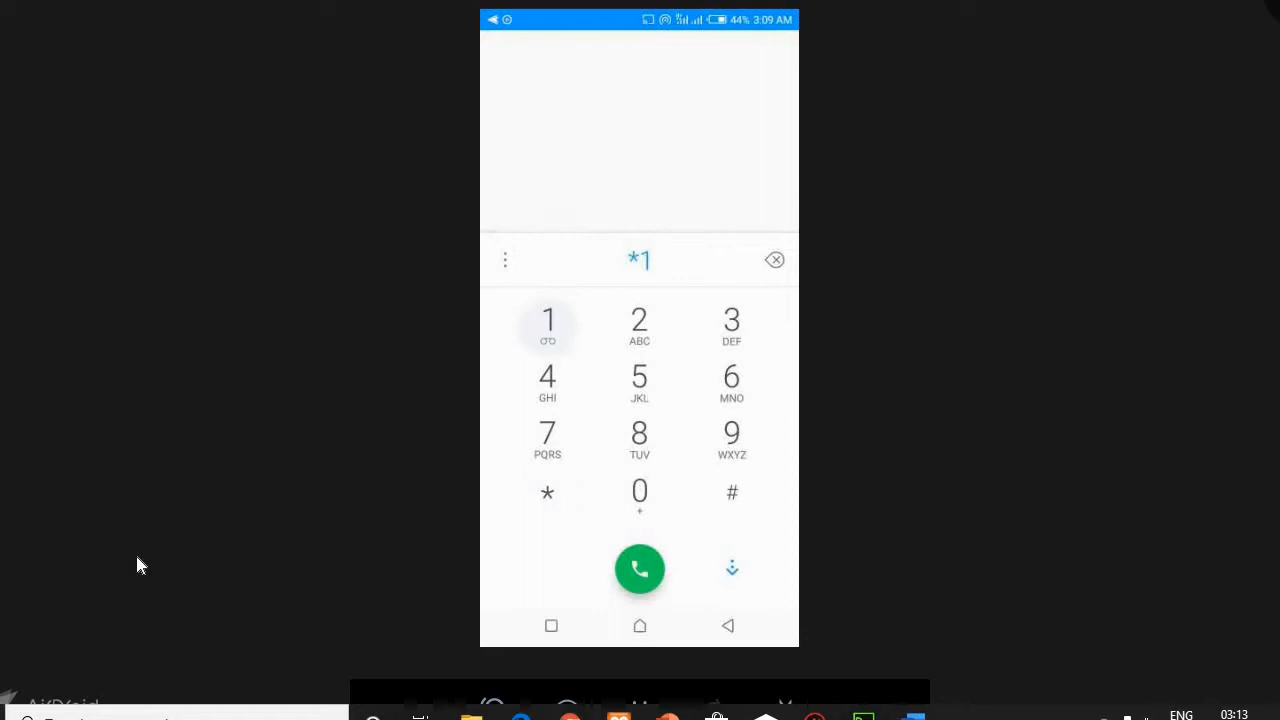 44% 3:09 AM
*1
1 2 3
ABC DEF
4 5 6
GHI JKL MNO
7 8 9
PQRS TUV WXYZ
* 0 #
+
AirDroid
ENG 03:13